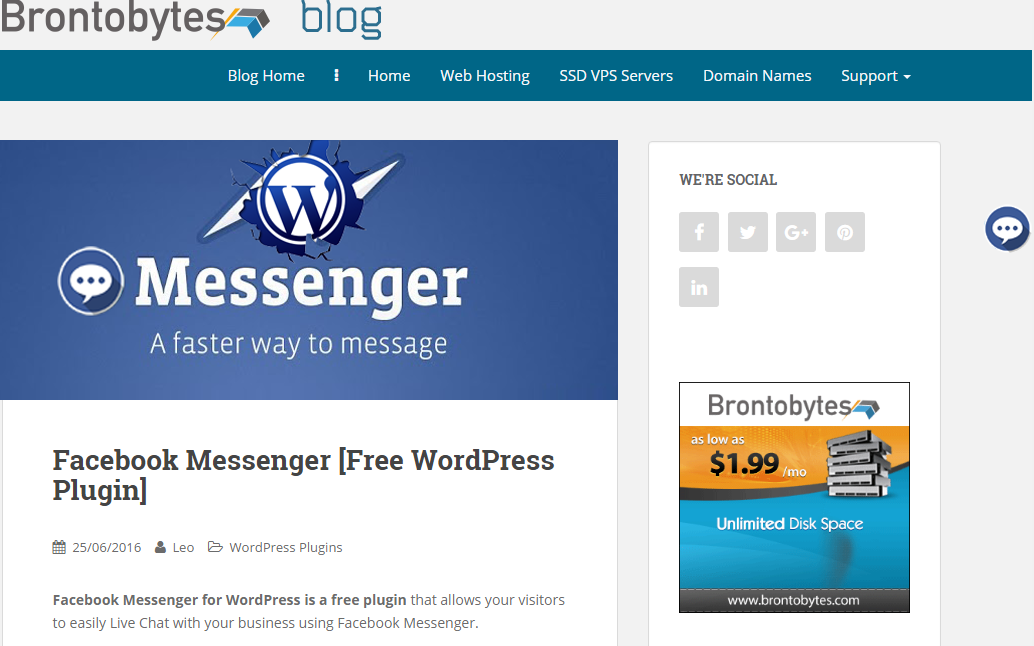 Brontobytes blog
Blog Home Home Web Hosting SSD VPS Servers Domain Names Support
W
Messenger
A faster way to message
Facebook Messenger [Free WordPress
Plugin]
25/06/2016 Leo WordPress Plugins
Facebook Messenger for WordPress is a free plugin that allows your visitors
to easily Live Chat with your business using Facebook Messenger.
WE'RE SOCIAL
f G+
in
Brontobytes
as low as
$1.99 /mo
Unlimited Disk Space
www.brontobytes.com